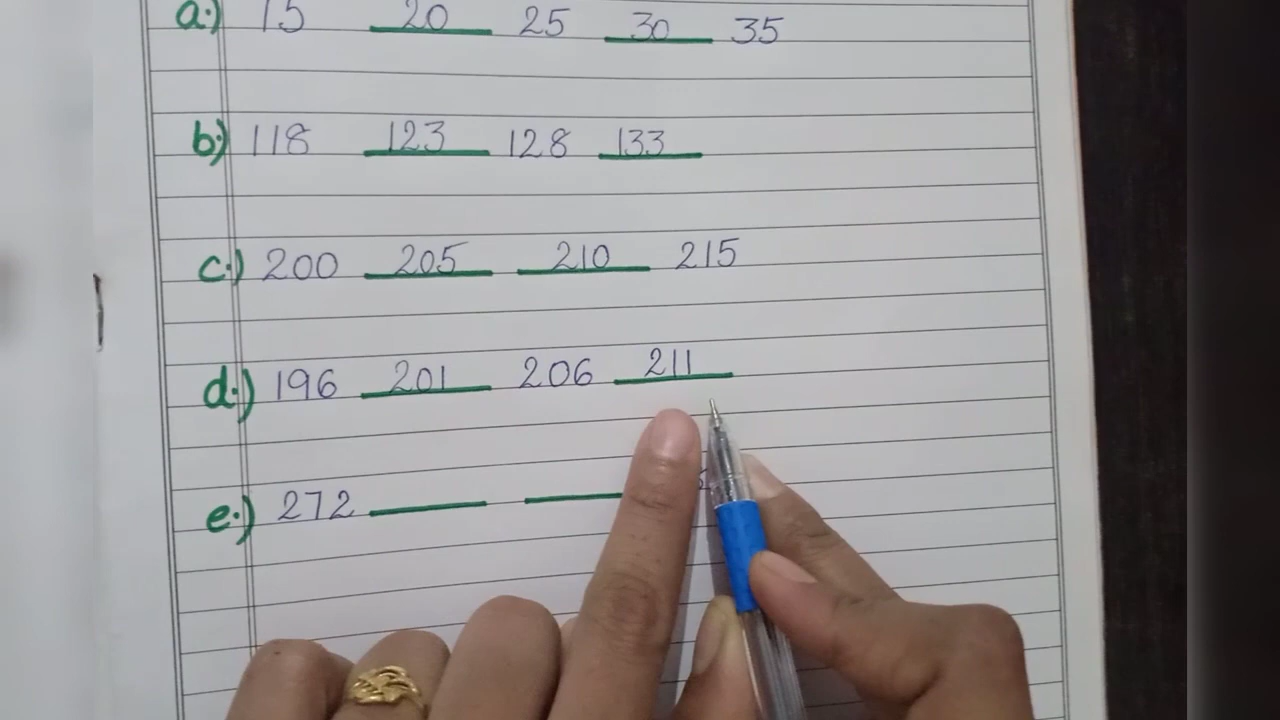 a.) 15 20 25 30 35
b.) 118 123 128 133
c.) 200 205 210 215
d.) 196 201 206 211
e.) 272